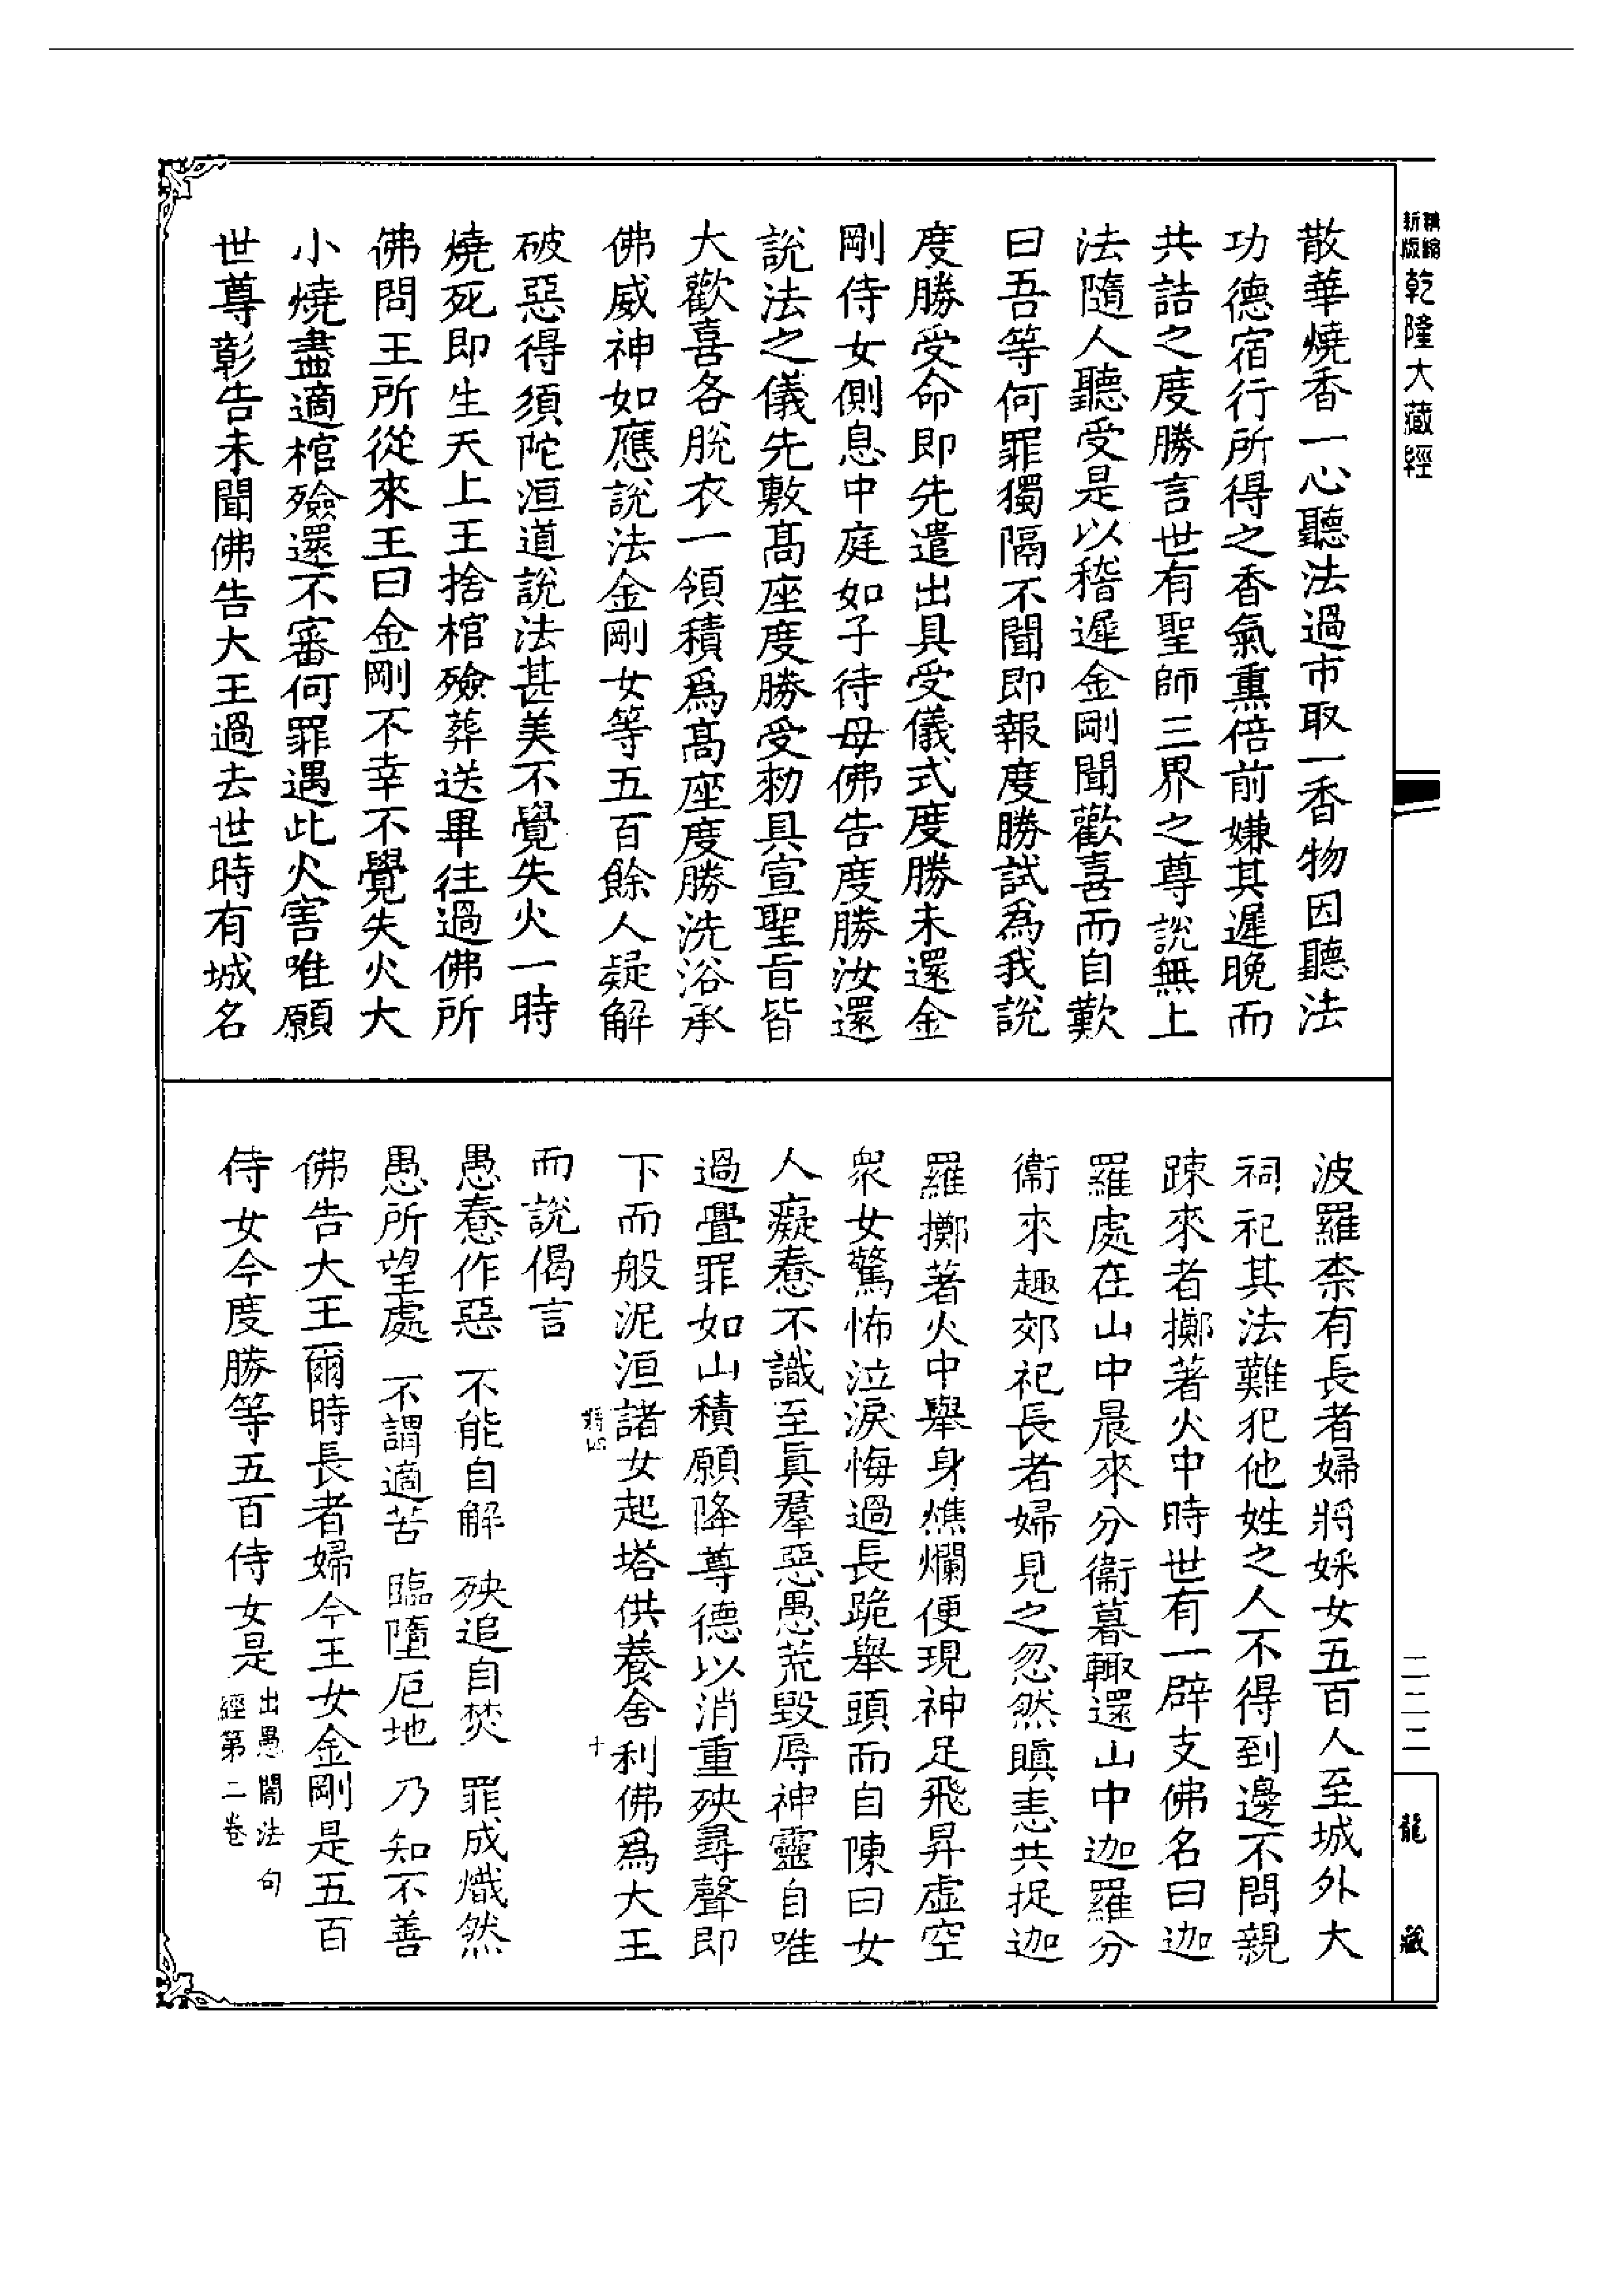 精縮新版
乾隆大藏經
散華燒香一心聽法過市取一香物因聽法
功德宿行所得之香氣熏倍前嫌其遲晚而
共詰之度勝言世有聖師三界之尊說無上
法隨人聽受是以稽遲金剛聞歡喜而自歎
曰吾等何罪獨隔不聞即報度勝試為我說
度勝受命即先遣出具受儀式度勝未還金
剛侍女側息中庭如子待母佛告度勝汝還
說法之儀先敷高座度勝受勑具宣聖旨皆
大歡喜各脫衣一領積為高座度勝洗浴承
佛威神如應說法金剛女等五百餘人疑解
破惡得須陀洹道說法甚美不覺失火一時
燒死即生天上王捨棺殮葬送畢往過佛所
佛問王所從來王曰金剛不幸不覺失火大
小燒盡適棺殮還不審何罪遇此火害唯願
世尊彰告未聞佛告大王過去世時有城名
波羅柰有長者婦將婇女五百人至城外大
祠祀其法難犯他姓之人不得到邊不問親
踈來者擲著火中時世有一辟支佛名曰迦
羅處在山中晨來分衞暮輙還山中迦羅分
衞來趣郊祀長者婦見之忽然瞋恚共捉迦
羅擲著火中舉身燋爛便現神足飛昇虛空
衆女驚怖泣淚悔過長跪舉頭而自陳曰女
人癡惷不識至眞羣惡愚荒毀辱神靈自唯
過疊罪如山積願降尊德以消重殃尋聲即
下而般泥洹諸女起塔供養舍利佛為大王
而說偈言
愚惷作惡 不能自解 殃追自焚 罪成熾然
愚所望處 不謂適苦 臨墮厄地 乃知不善
佛告大王爾時長者婦今王女金剛是五百
侍女今度勝等五百侍女是出愚闇法句
經第二卷
十
二二二
龍藏